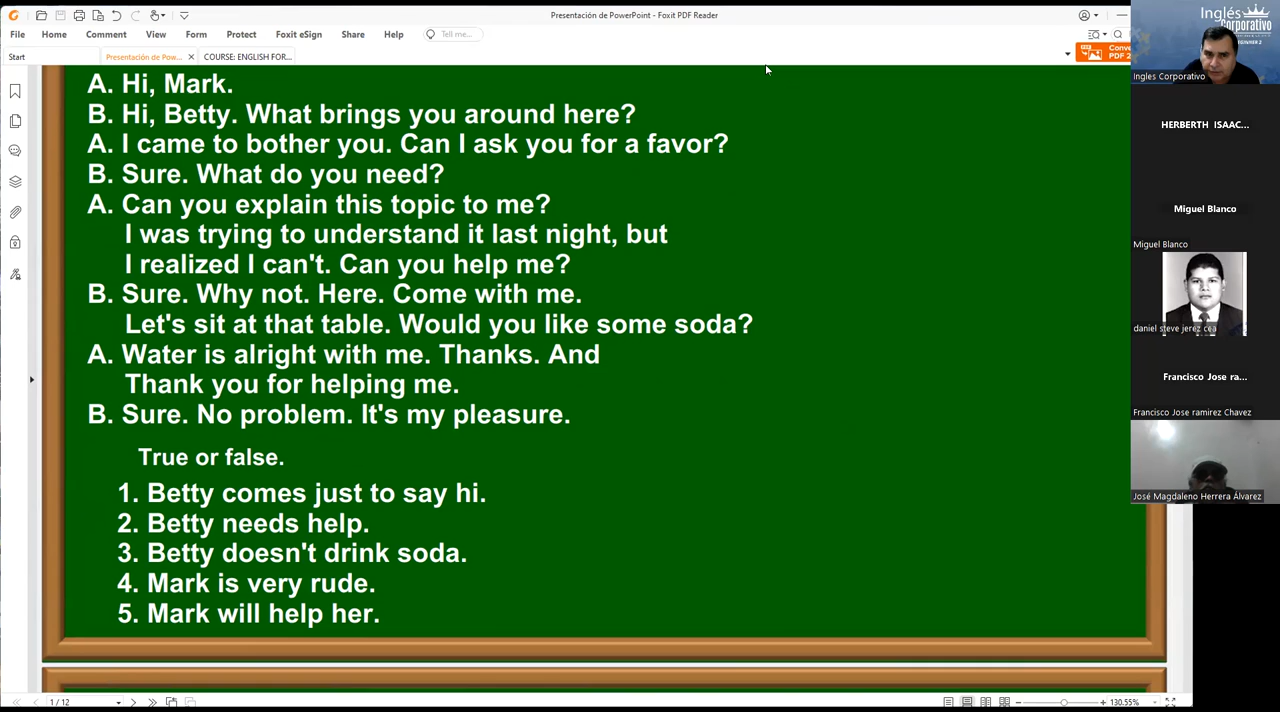 Presentación de PowerPoint - Foxit PDF Reader
File Home Comment View Form Protect Foxit eSign Share Help Tell me...
Start Presentación de Pow... COURSE: ENGLISH FOR...
A. Hi, Mark.
B. Hi, Betty. What brings you around here?
A. I came to bother you. Can I ask you for a favor?
B. Sure. What do you need?
A. Can you explain this topic to me?
I was trying to understand it last night, but
I realized I can't. Can you help me?
B. Sure. Why not. Here. Come with me.
Let's sit at that table. Would you like some soda?
A. Water is alright with me. Thanks. And
Thank you for helping me.
B. Sure. No problem. It's my pleasure.
True or false.
1. Betty comes just to say hi.
2. Betty needs help.
3. Betty doesn't drink soda.
4. Mark is very rude.
5. Mark will help her.
1 / 12
130.55%
Conve
PDF 2
Inglés
Corporativo
Ingles Corporativo
HERBERTH ISAAC...
Miguel Blanco
Miguel Blanco
daniel steve jerez cea
Francisco Jose ra...
Francisco Jose ramirez Chavez
José Magdaleno Herrera Álvarez